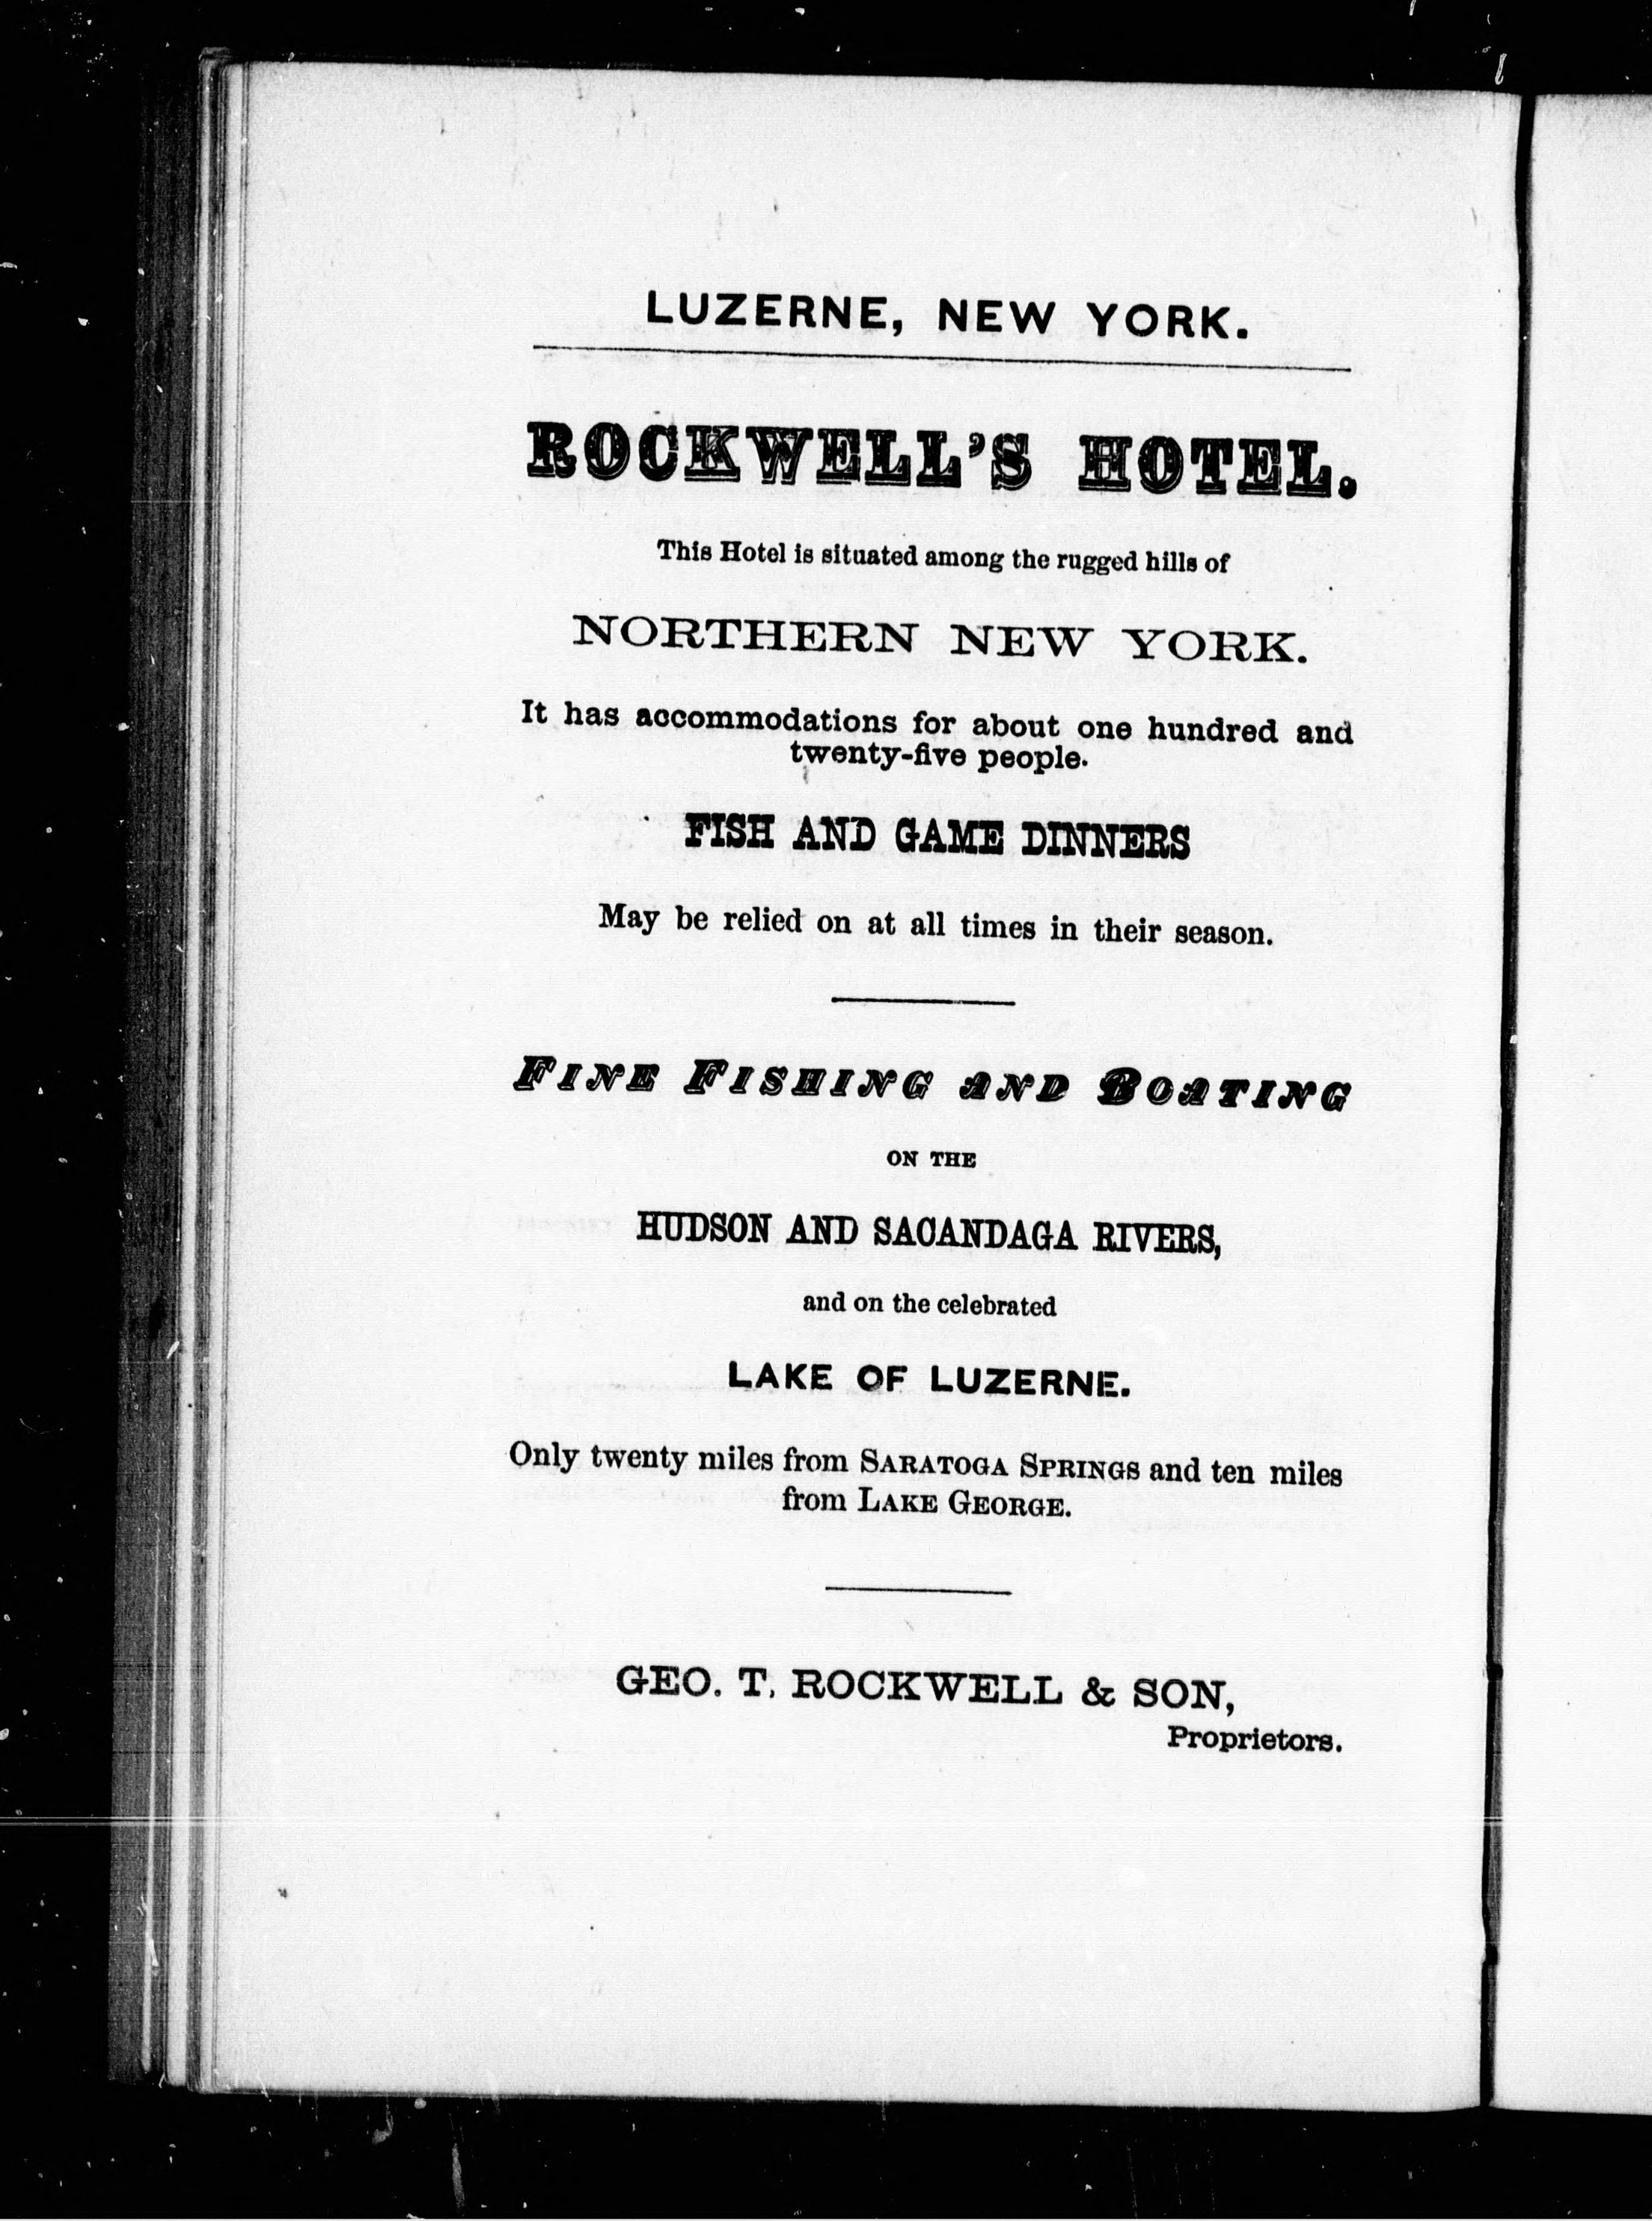 LUZERNE, NEW YORK.
ROCKWELL'S HOTEL.
This Hotel is situated among the rugged hills of
NORTHERN NEW YORK.
It has accommodations for about one hundred and
twenty-five people.
FISH AND GAME DINNERS
May be relied on at all times in their season.
FINE FISHING AND BOATING
ON THE
HUDSON AND SACANDAGA RIVERS,
and on the celebrated
LAKE OF LUZERNE.
Only twenty miles from SARATOGA SPRINGS and ten miles
from LAKE GEORGE.
GEO. T. ROCKWELL & SON,
Proprietors.